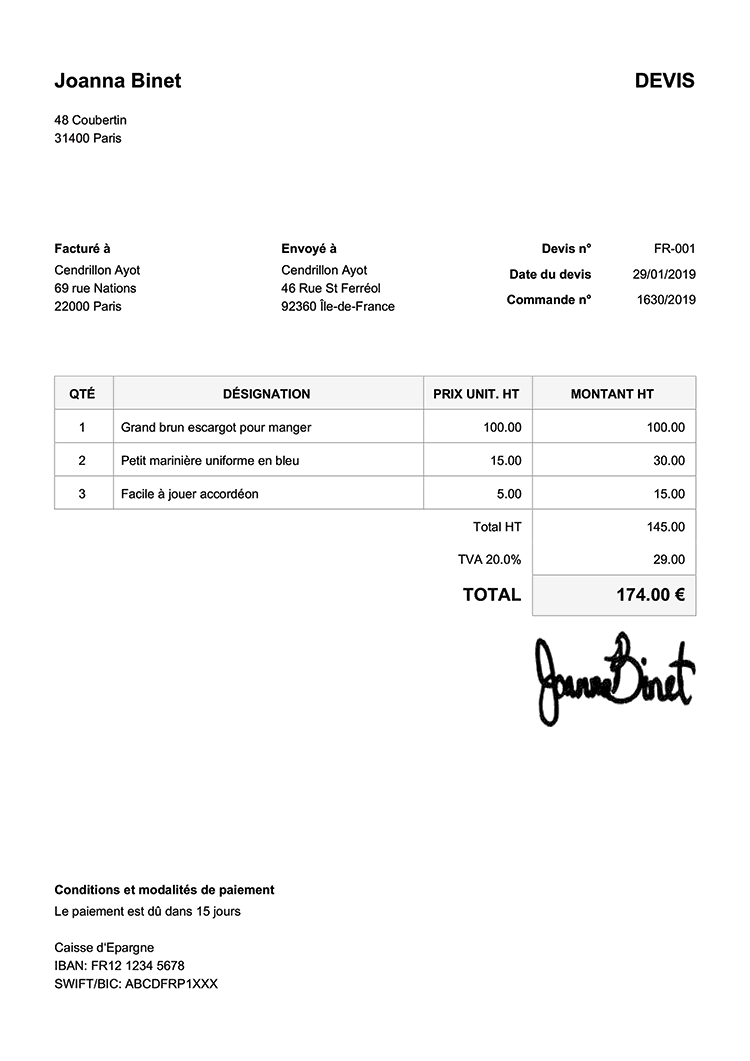 Joanna Binet DEVIS
48 Coubertin
31400 Paris
Facturé à Envoyé à Devis n° FR-001
Cendrillon Ayot Cendrillon Ayot Date du devis 29/01/2019
69 rue Nations 46 Rue St Ferréol
22000 Paris 92360 Île-de-France Commande n° 1630/2019
QTÉ DÉSIGNATION PRIX UNIT. HT MONTANT HT
1 Grand brun escargot pour manger 100.00 100.00
2 Petit marinière uniforme en bleu 15.00 30.00
3 Facile à jouer accordéon 5.00 15.00
Total HT 145.00
TVA 20.0% 29.00
TOTAL 174.00 €
Joanna Binet
Conditions et modalités de paiement
Le paiement est dû dans 15 jours
Caisse d'Epargne
IBAN: FR12 1234 5678
SWIFT/BIC: ABCDFRP1XXX